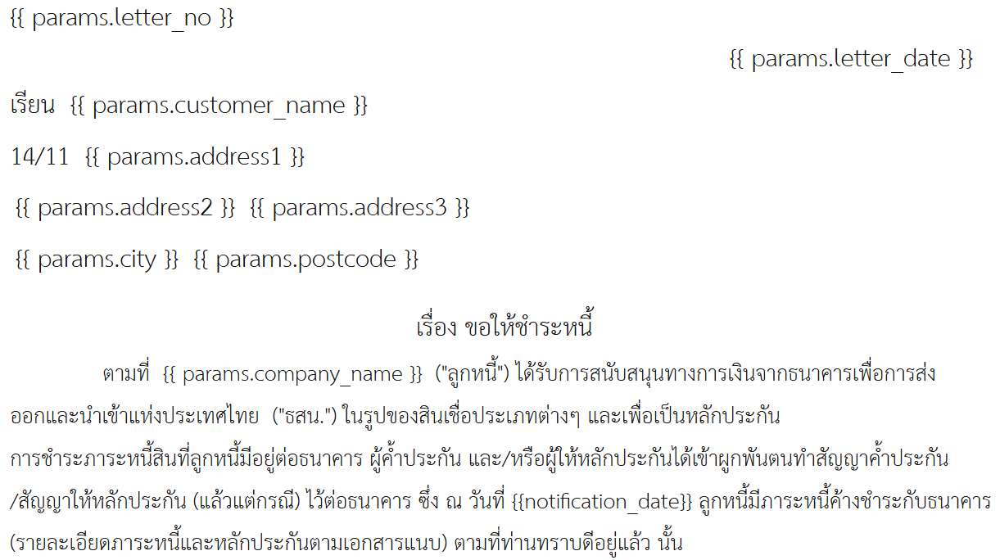 {{ params.letter_no }}
{{ params.letter_date }}
เรียน {{ params.customer_name }}
14/11 {{ params.address1 }}
{{ params.address2 }} {{ params.address3 }}
{{ params.city }} {{ params.postcode }}
เรื่อง ขอให้ชำระหนี้
ตามที่ {{ params.company_name }} ("ลูกหนี้") ได้รับการสนับสนุนทางการเงินจากธนาคารเพื่อการส่ง
ออกและนำเข้าแห่งประเทศไทย ("ธสน.") ในรูปของสินเชื่อประเภทต่างๆ และเพื่อเป็นหลักประกัน
การชำระภาระหนี้สินที่ลูกหนี้มีอยู่ต่อธนาคาร ผู้ค้ำประกัน และ/หรือผู้ให้หลักประกันได้เข้าผูกพันตนทำสัญญาค้ำประกัน
/สัญญาให้หลักประกัน (แล้วแต่กรณี) ไว้ต่อธนาคาร ซึ่ง ณ วันที่ {{notification_date}} ลูกหนี้มีภาระหนี้ค้างชำระกับธนาคาร
(รายละเอียดภาระหนี้และหลักประกันตามเอกสารแนบ) ตามที่ท่านทราบดีอยู่แล้ว นั้น